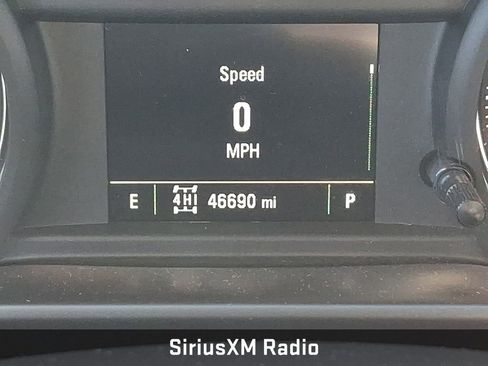 Speed
0
MPH
E 4HI 46690 mi P
SiriusXM Radio